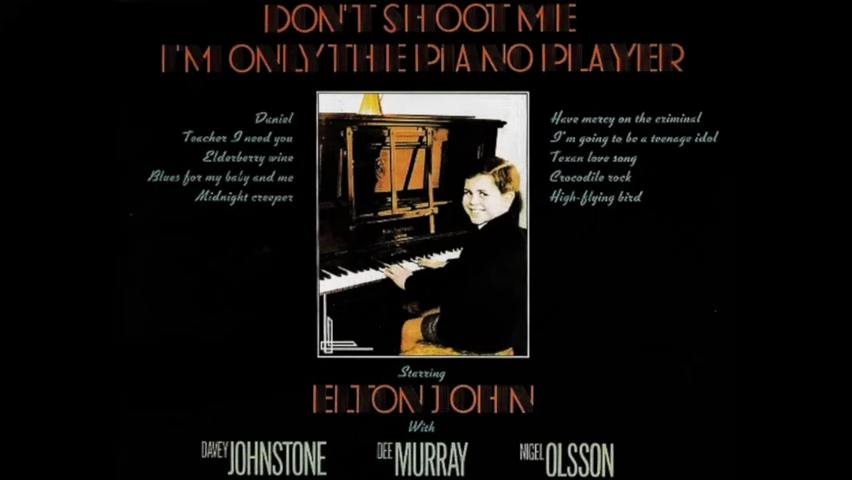 DON'T SHOOT ME
I'M ONLY THE PIANO PLAYER
Daniel
Teacher I need you
Elderberry wine
Blues for my baby and me
Midnight creeper
Have mercy on the criminal
I'm going to be a teenage idol
Texan love song
Crocodile rock
High-flying bird
Starring
ELTON JOHN
With
DAVEY JOHNSTONE DEE MURRAY NIGEL OLSSON